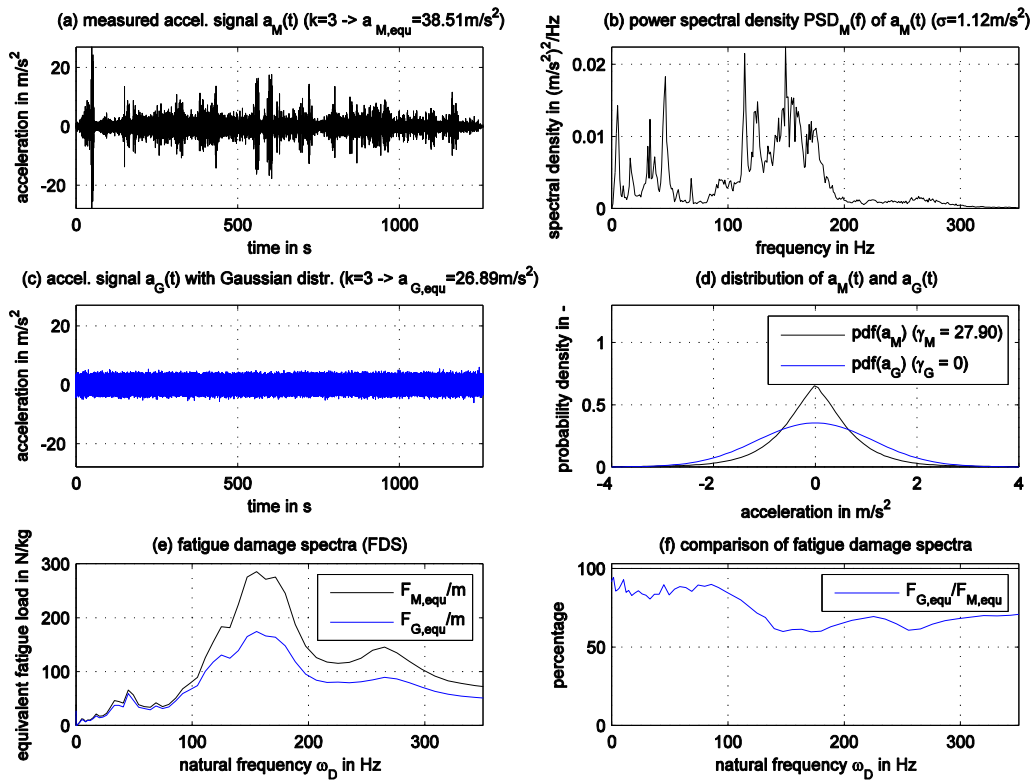 (a) measured accel. signal a_M(t) (k=3 -> a_M,equ=38.51m/s²)
acceleration in m/s²
20
0
-20
0
500
1000
time in s
(b) power spectral density PSD_M(f) of a_M(t) (σ=1.12m/s²)
spectral density in (m/s²)²/Hz
0.02
0.01
0
0
100
200
300
frequency in Hz
(c) accel. signal a_G(t) with Gaussian distr. (k=3 -> a_G,equ=26.89m/s²)
acceleration in m/s²
20
0
-20
0
500
1000
time in s
(d) distribution of a_M(t) and a_G(t)
probability density in -
1
0.5
0
pdf(a_M) (γ_M = 27.90)
pdf(a_G) (γ_G = 0)
-4
-2
0
2
4
acceleration in m/s²
(e) fatigue damage spectra (FDS)
equivalent fatigue load in N/kg
300
200
100
0
F_M,equ/m
F_G,equ/m
0
100
200
300
natural frequency ω_D in Hz
(f) comparison of fatigue damage spectra
percentage
100
50
0
F_G,equ/F_M,equ
0
100
200
300
natural frequency ω_D in Hz